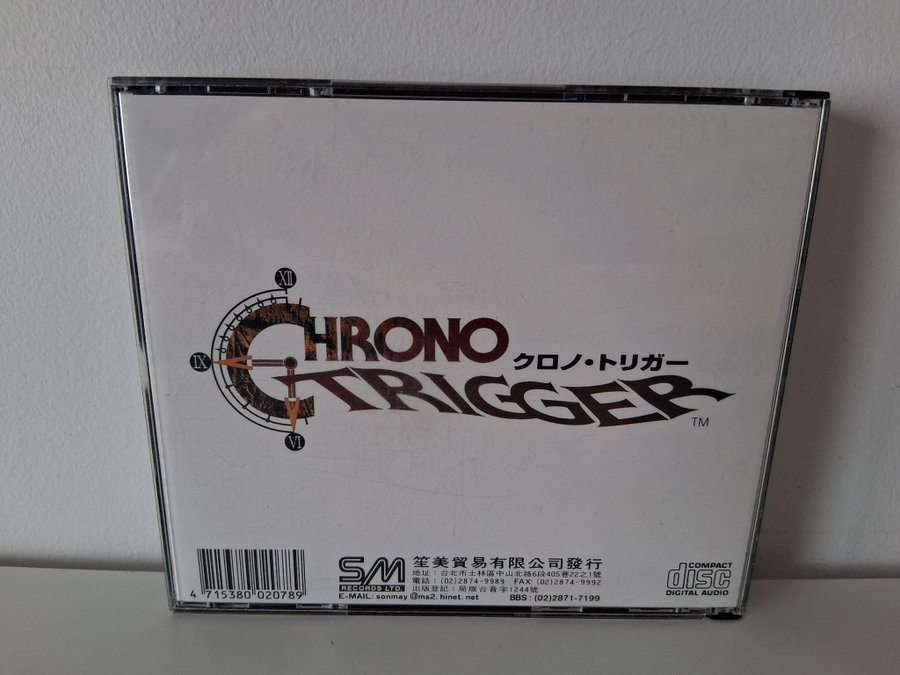 XII
CHRONO
クロノ・トリガー
IX
TRIGGER
TM
VI
4 715380 020789
SM
RECORDS LTD.
笙美貿易有限公司發行
地址：台北市士林區中山北路6段405巷22之1號
電話：(02)2874-9989 FAX：(02)2874-9992
出版登記：局版台音字1244號
E-MAIL: sonmay@ms2.hinet.net BBS：(02)2871-7199
COMPACT
disc
DIGITAL AUDIO